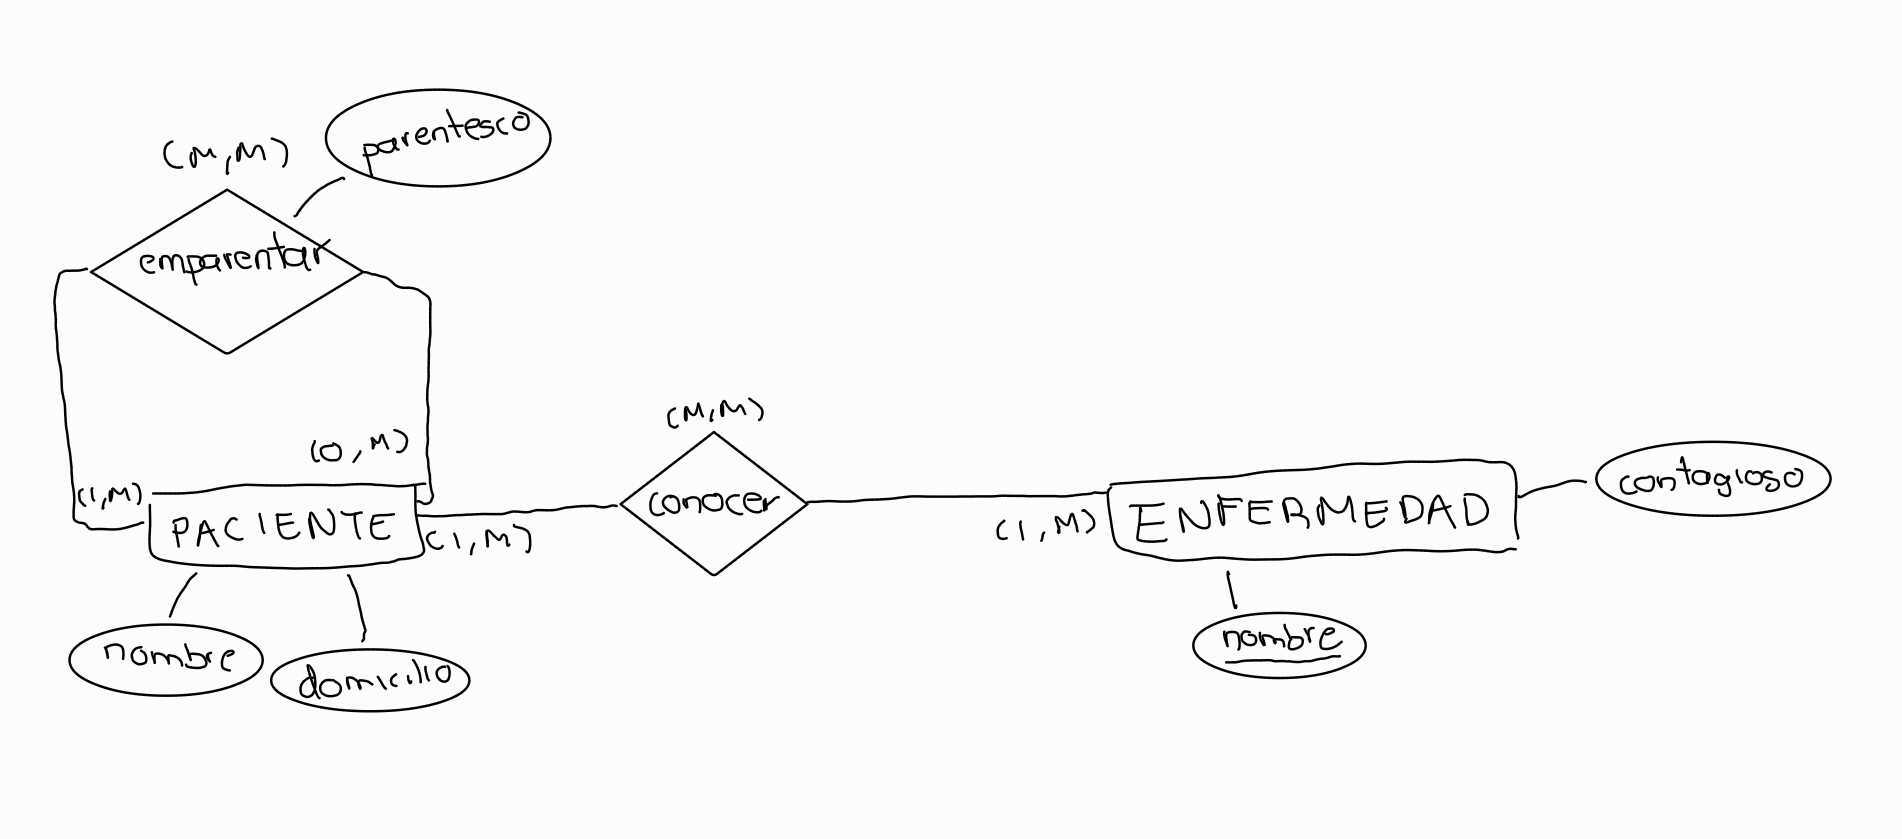 parentesco
(M,M)
emparentar
(M,M)
(0,M)
contagioso
(1,M)
conocer
ENFERMEDAD
PACIENTE
(1,M)
(1,M)
nombre
nombre
domicilio